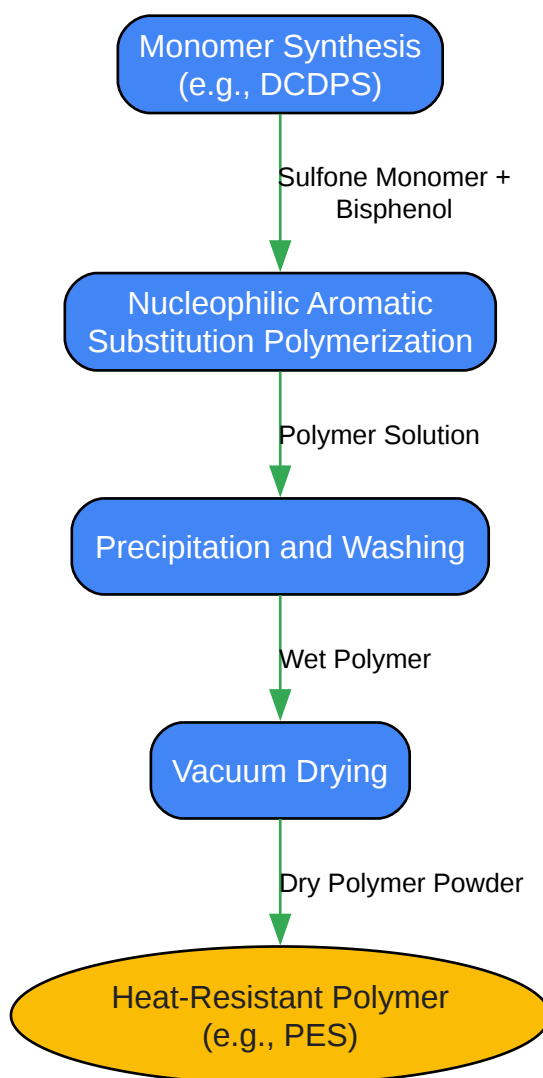 Monomer Synthesis
(e.g., DCDPS)
Sulfone Monomer +
Bisphenol
Nucleophilic Aromatic
Substitution Polymerization
Polymer Solution
Precipitation and Washing
Wet Polymer
Vacuum Drying
Dry Polymer Powder
Heat-Resistant Polymer
(e.g., PES)